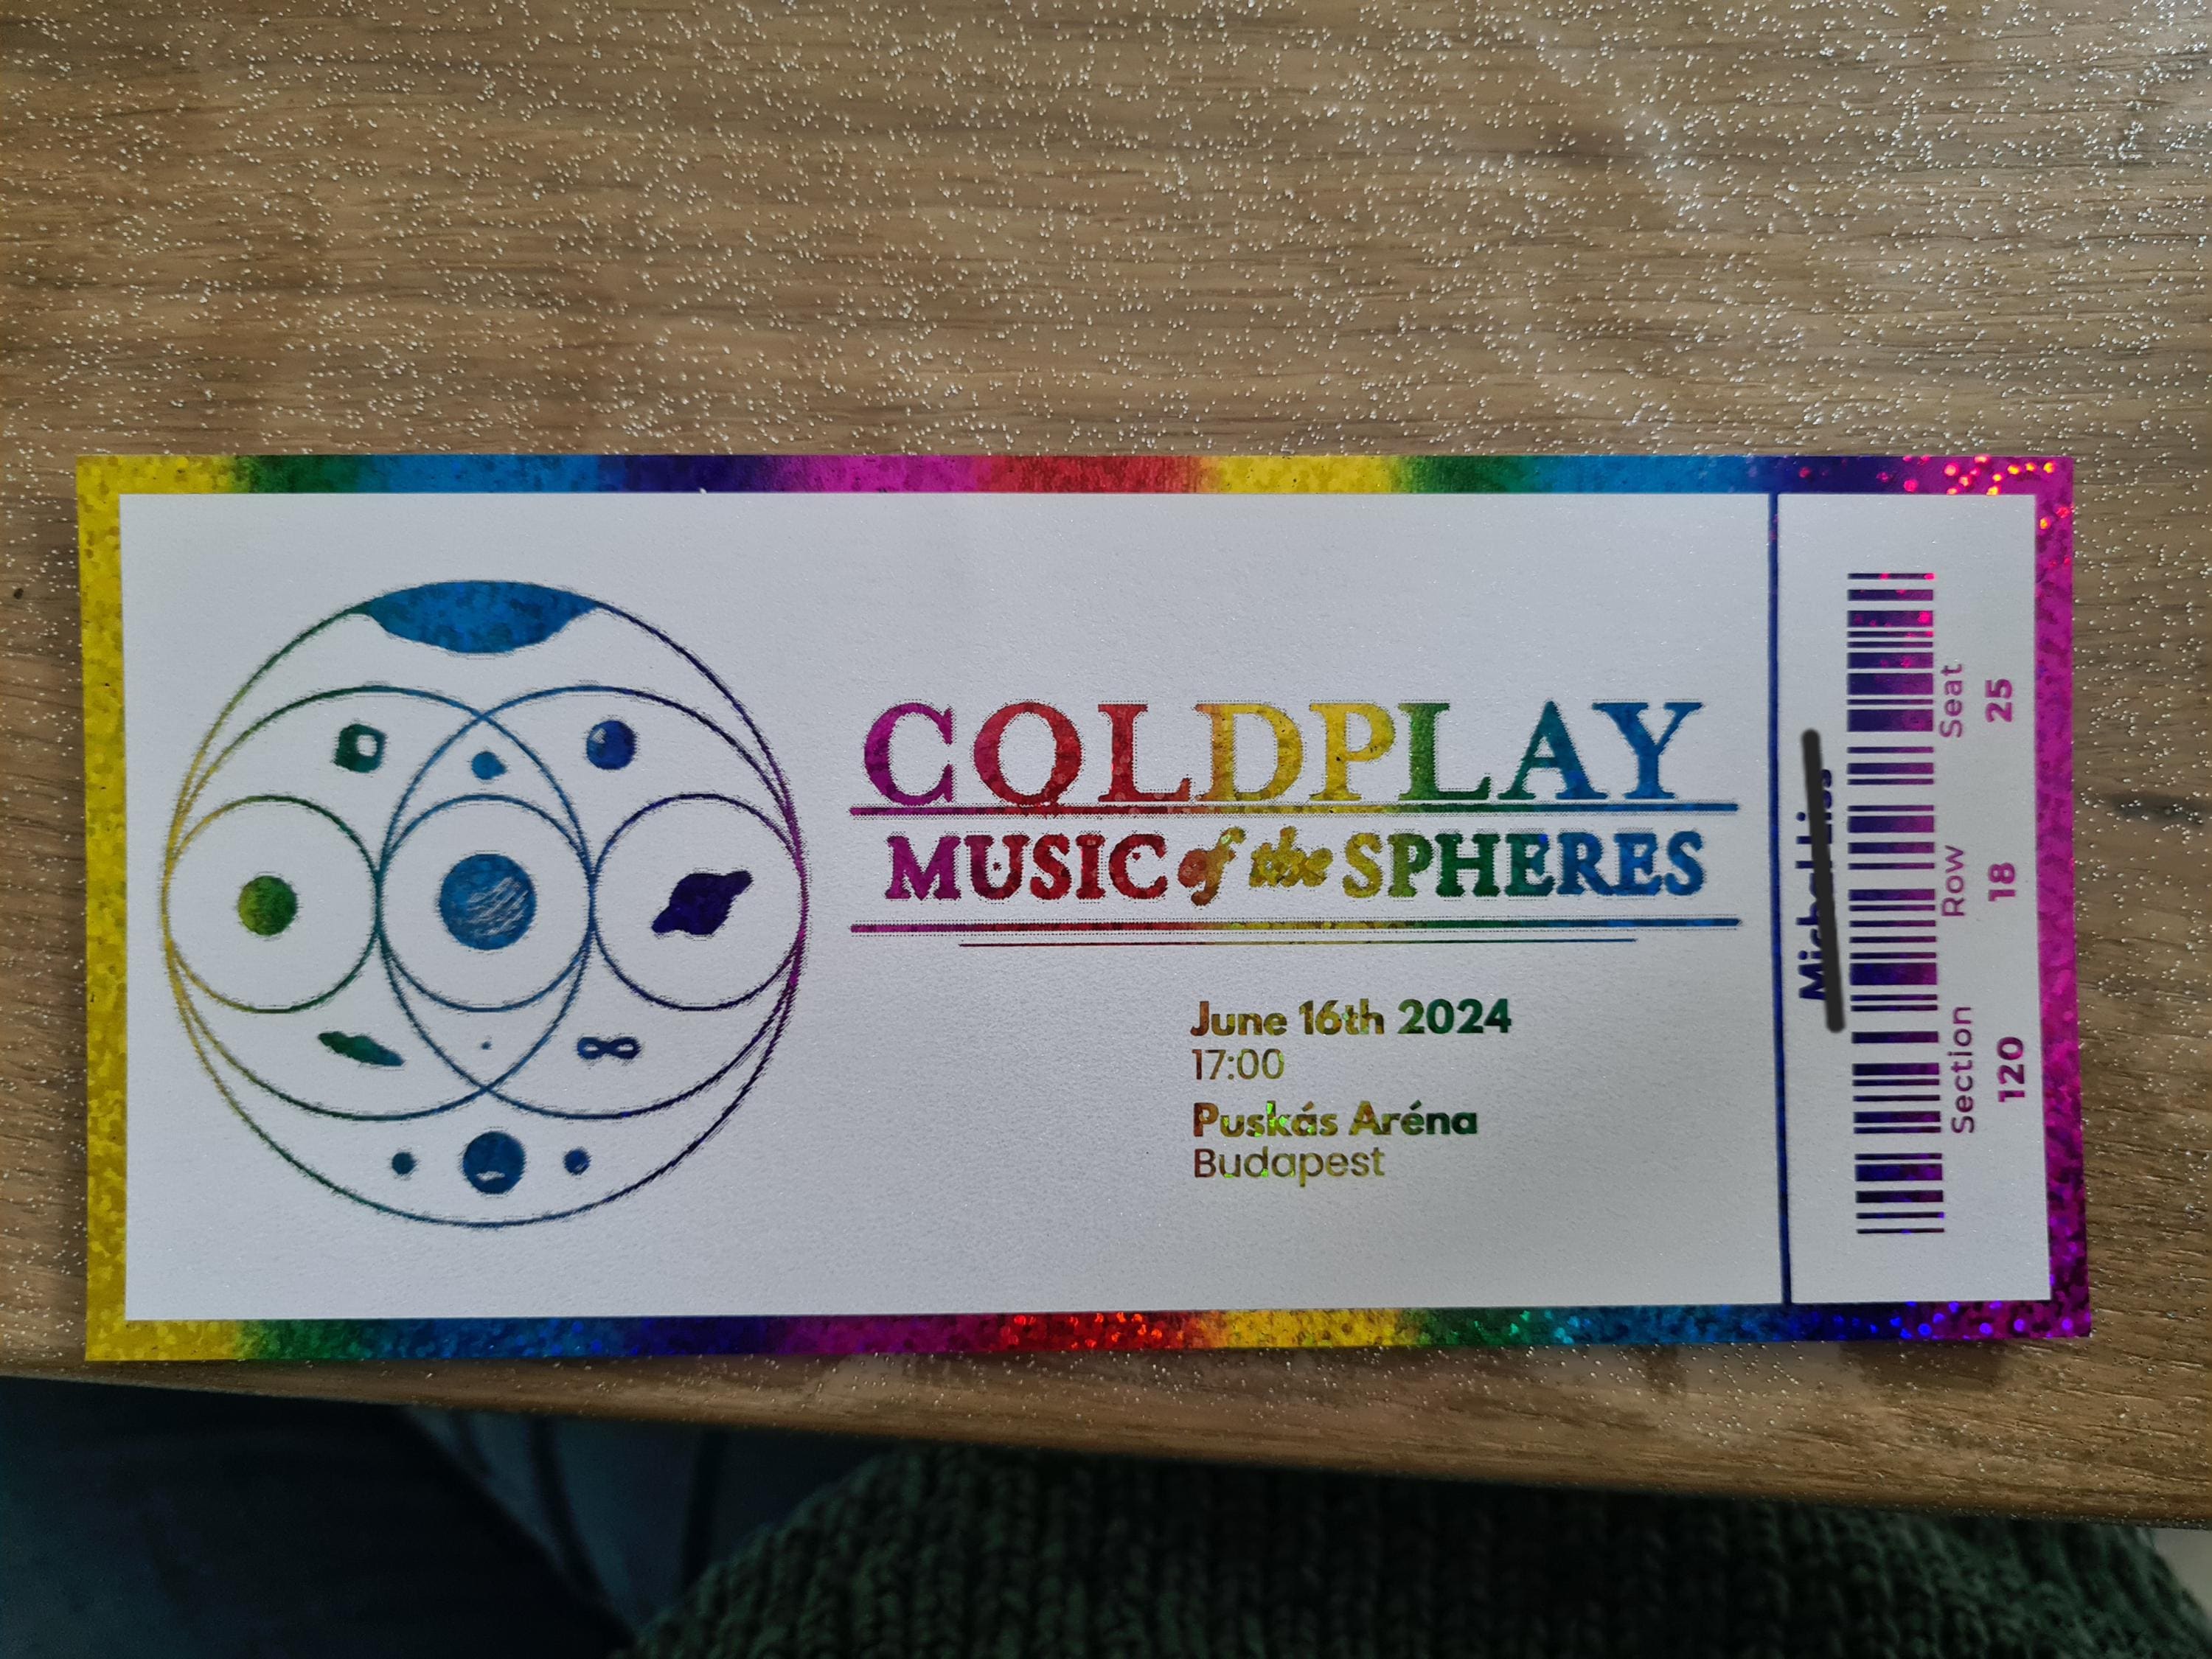 COLDPLAY
MUSIC of the SPHERES
June 16th 2024
17:00
Puskás Aréna
Budapest
Section Row Seat
120 18 25